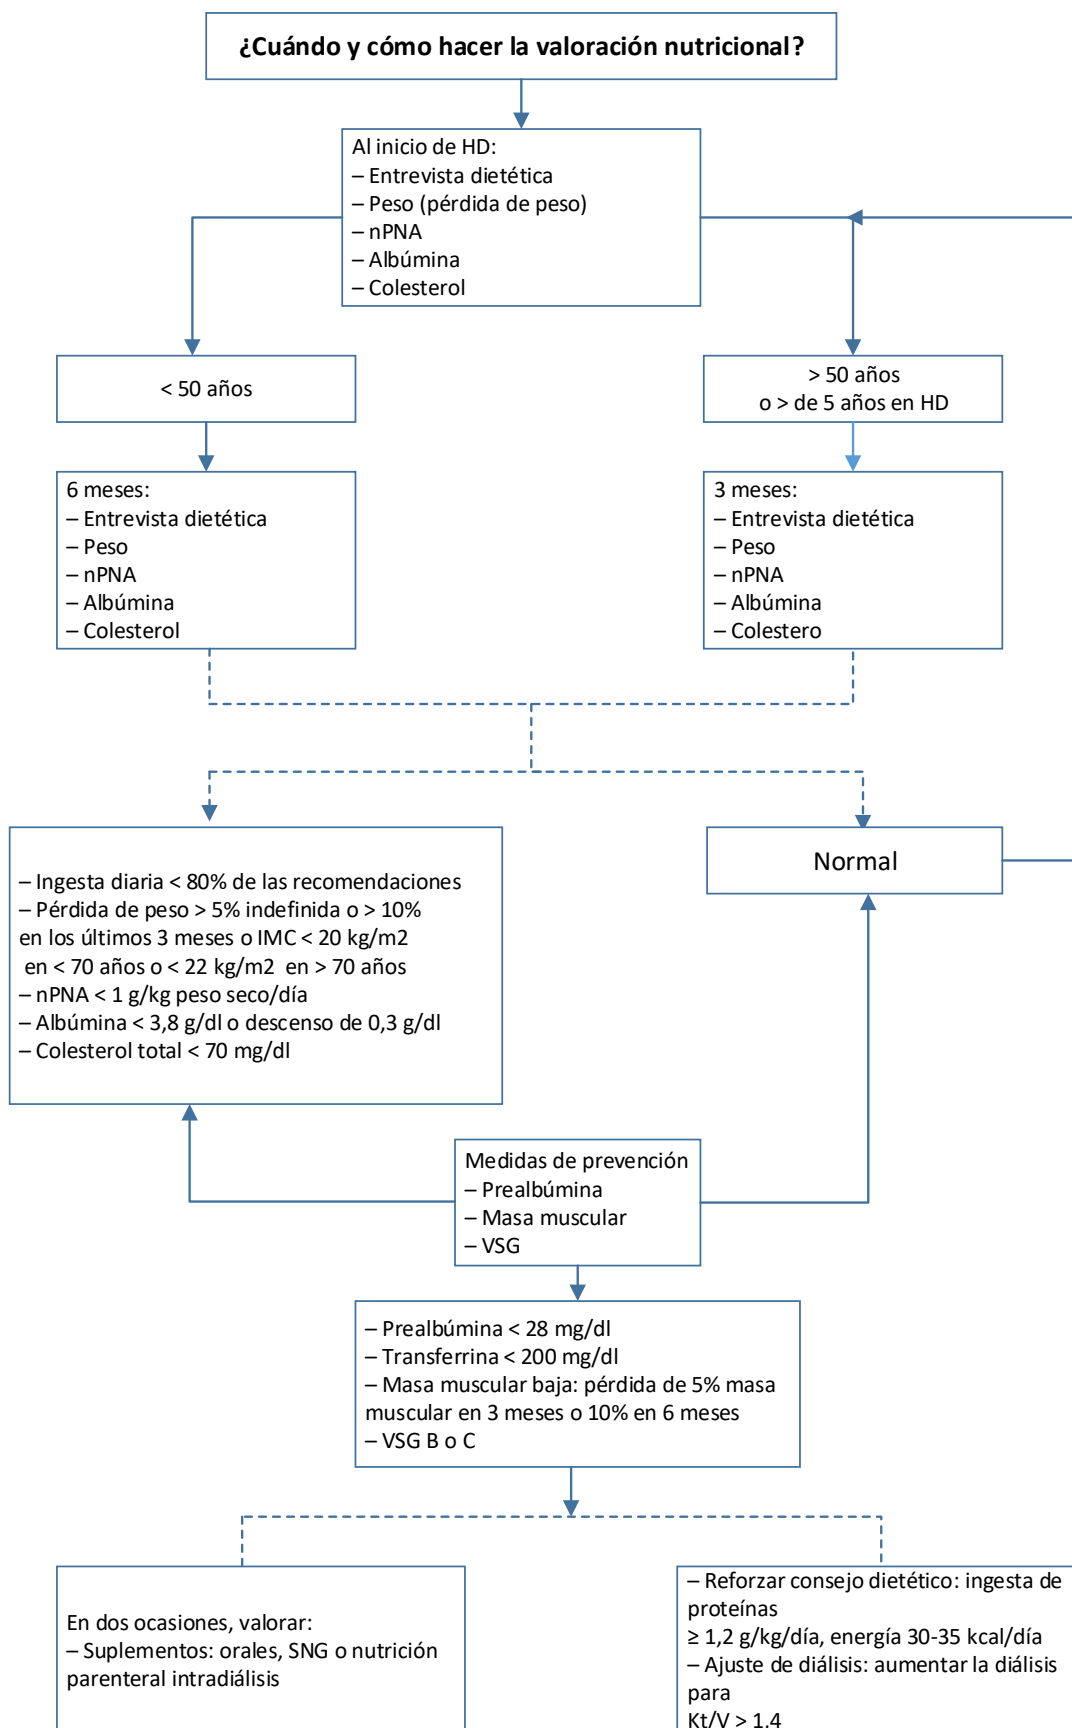 ¿Cuándo y cómo hacer la valoración nutricional?
Al inicio de HD:
– Entrevista dietética
– Peso (pérdida de peso)
– nPNA
– Albúmina
– Colesterol
< 50 años
> 50 años
o > de 5 años en HD
6 meses:
– Entrevista dietética
– Peso
– nPNA
– Albúmina
– Colesterol
3 meses:
– Entrevista dietética
– Peso
– nPNA
– Albúmina
– Colestero
– Ingesta diaria < 80% de las recomendaciones
– Pérdida de peso > 5% indefinida o > 10%
en los últimos 3 meses o IMC < 20 kg/m2
en < 70 años o < 22 kg/m2 en > 70 años
– nPNA < 1 g/kg peso seco/día
– Albúmina < 3,8 g/dl o descenso de 0,3 g/dl
– Colesterol total < 70 mg/dl
Normal
Medidas de prevención
– Prealbúmina
– Masa muscular
– VSG
– Prealbúmina < 28 mg/dl
– Transferrina < 200 mg/dl
– Masa muscular baja: pérdida de 5% masa
muscular en 3 meses o 10% en 6 meses
– VSG B o C
En dos ocasiones, valorar:
– Suplementos: orales, SNG o nutrición
parenteral intradiálisis
– Reforzar consejo dietético: ingesta de
proteínas
≥ 1,2 g/kg/día, energía 30-35 kcal/día
– Ajuste de diálisis: aumentar la diálisis
para
Kt/V > 1.4